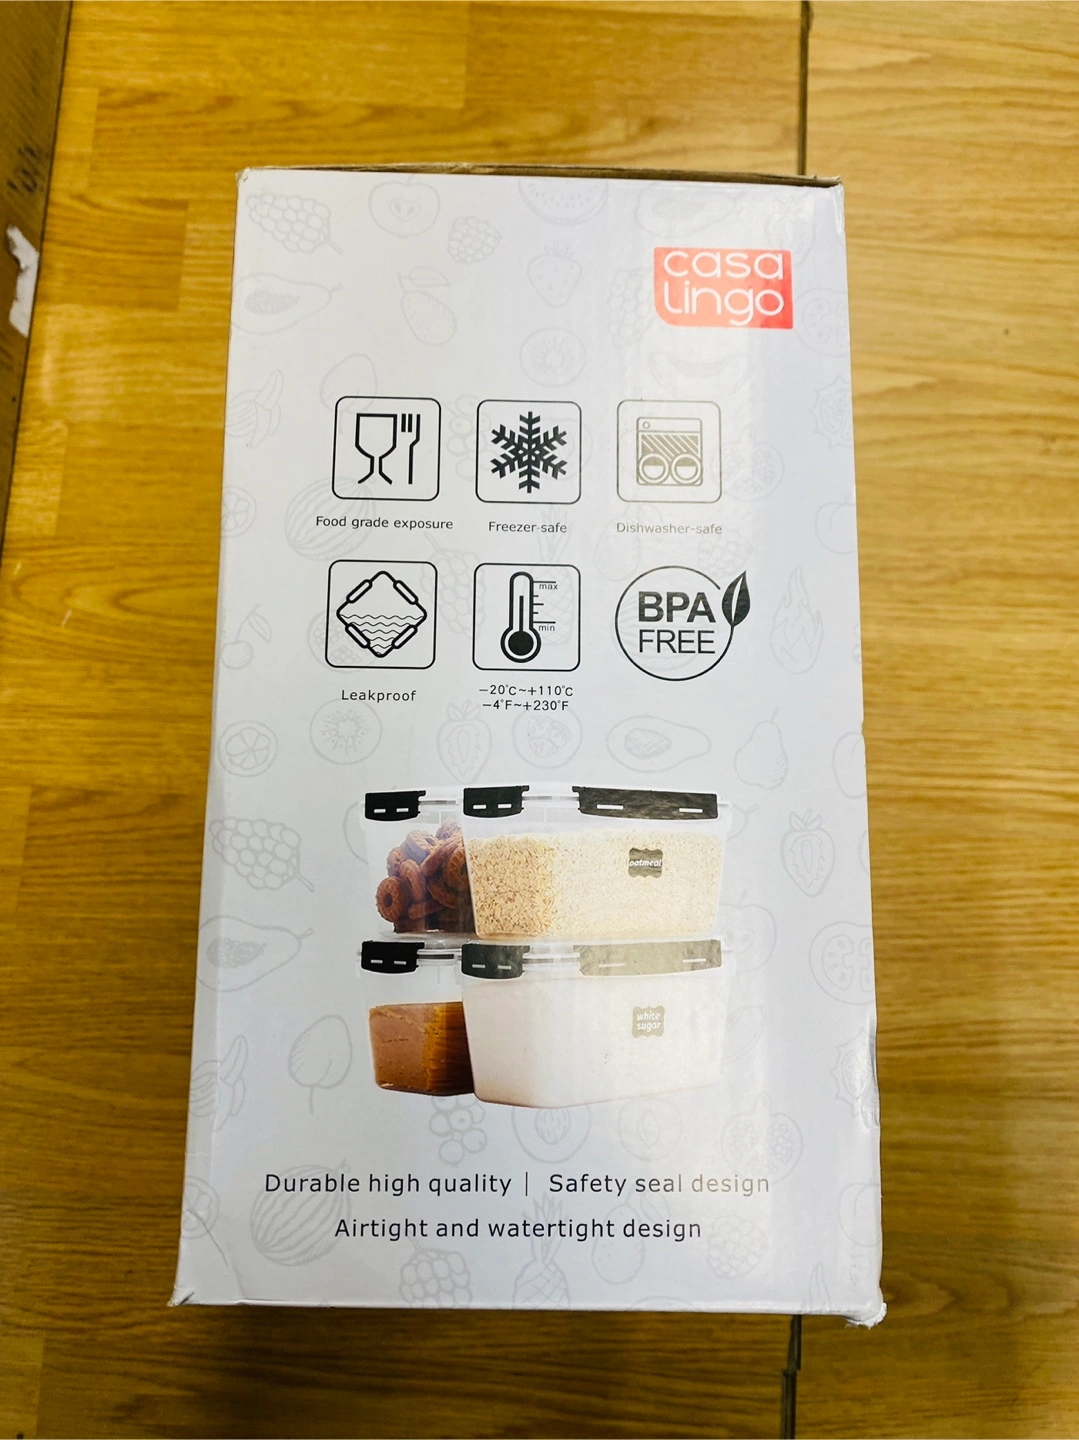 casa
lingo
Food grade exposure
Freezer-safe
Dishwasher-safe
max
min
BPA
FREE
Leakproof
−20°C~+110°C
−4°F~+230°F
oatmeal
white
sugar
Durable high quality | Safety seal design
Airtight and watertight design